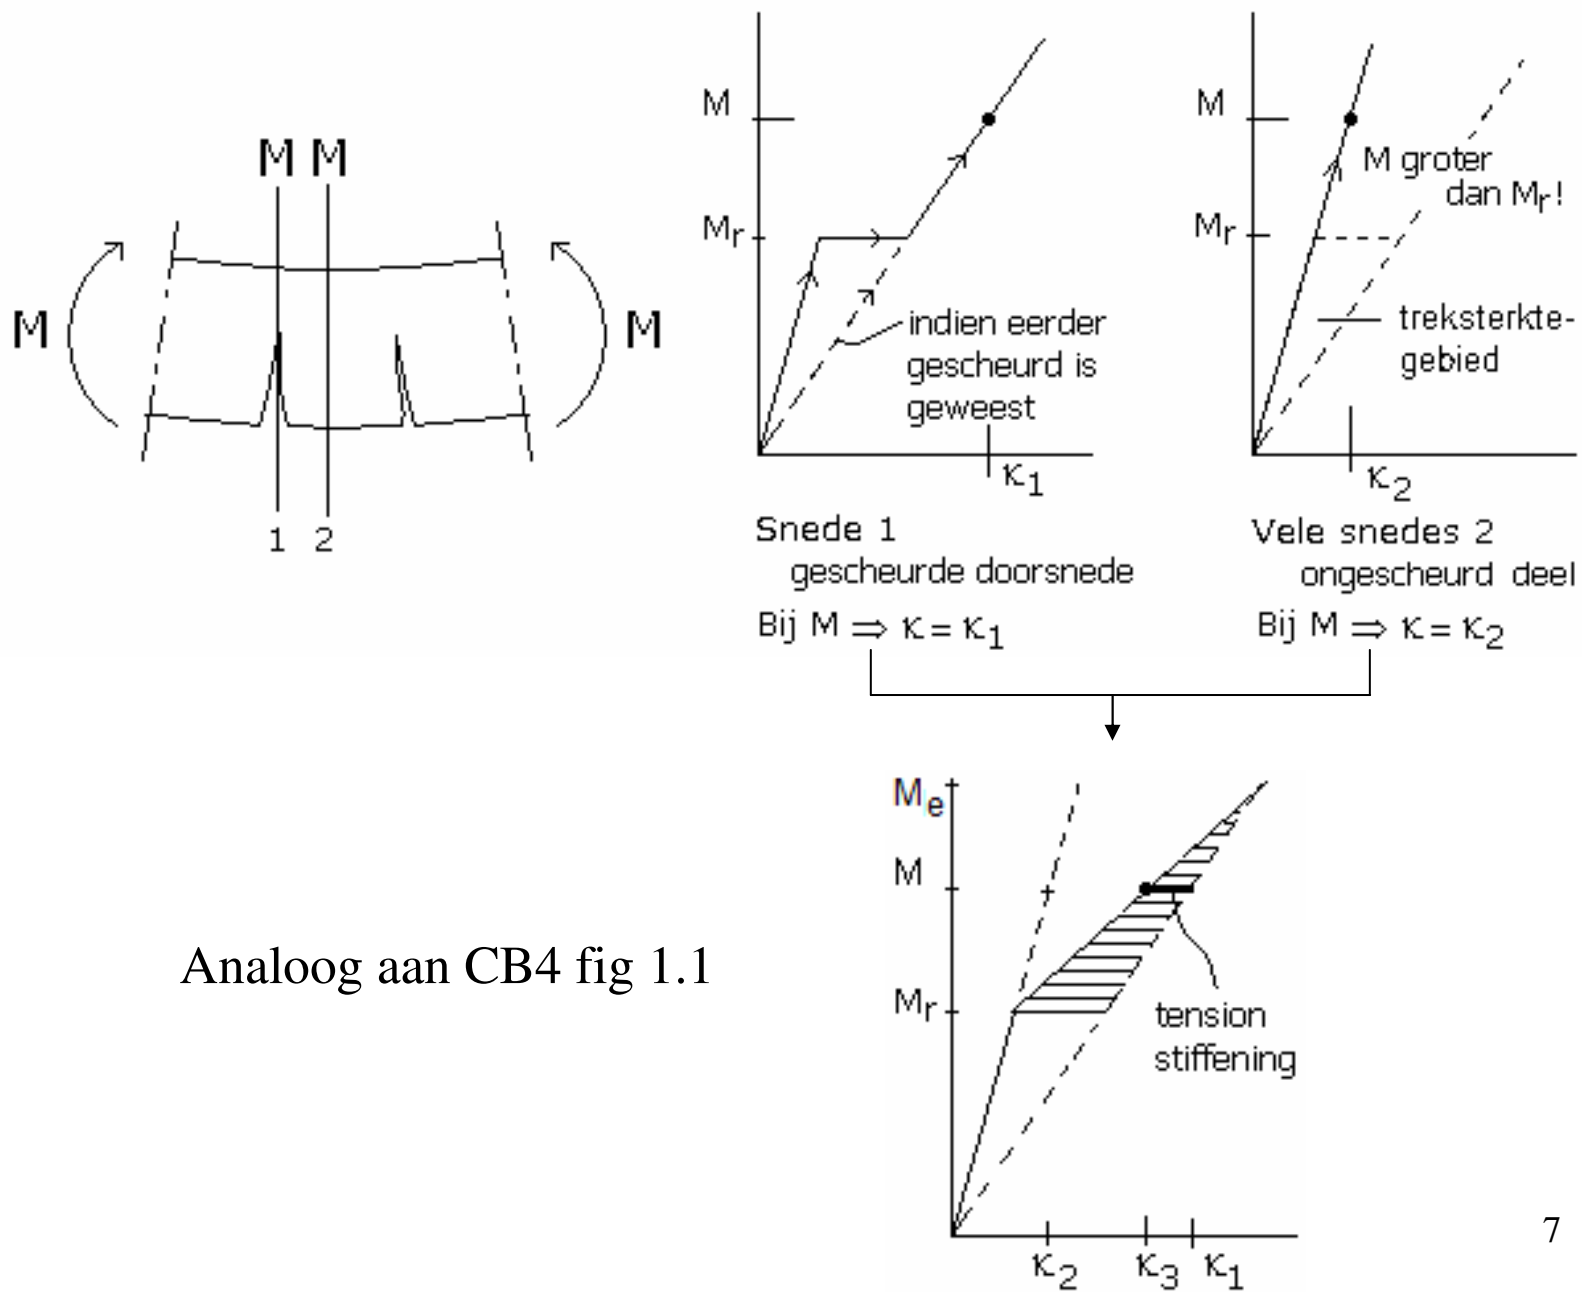 M M
M
M
1 2
M
Mr
indien eerder
gescheurd is
geweest
κ1
Snede 1
gescheurde doorsnede
Bij M ⇒ κ = κ1
M
M groter
dan Mr!
Mr
treksterkte-
gebied
κ2
Vele snedes 2
ongescheurd deel
Bij M ⇒ κ = κ2
Me
M
Mr
tension
stiffening
κ2 κ3 κ1
Analoog aan CB4 fig 1.1
7